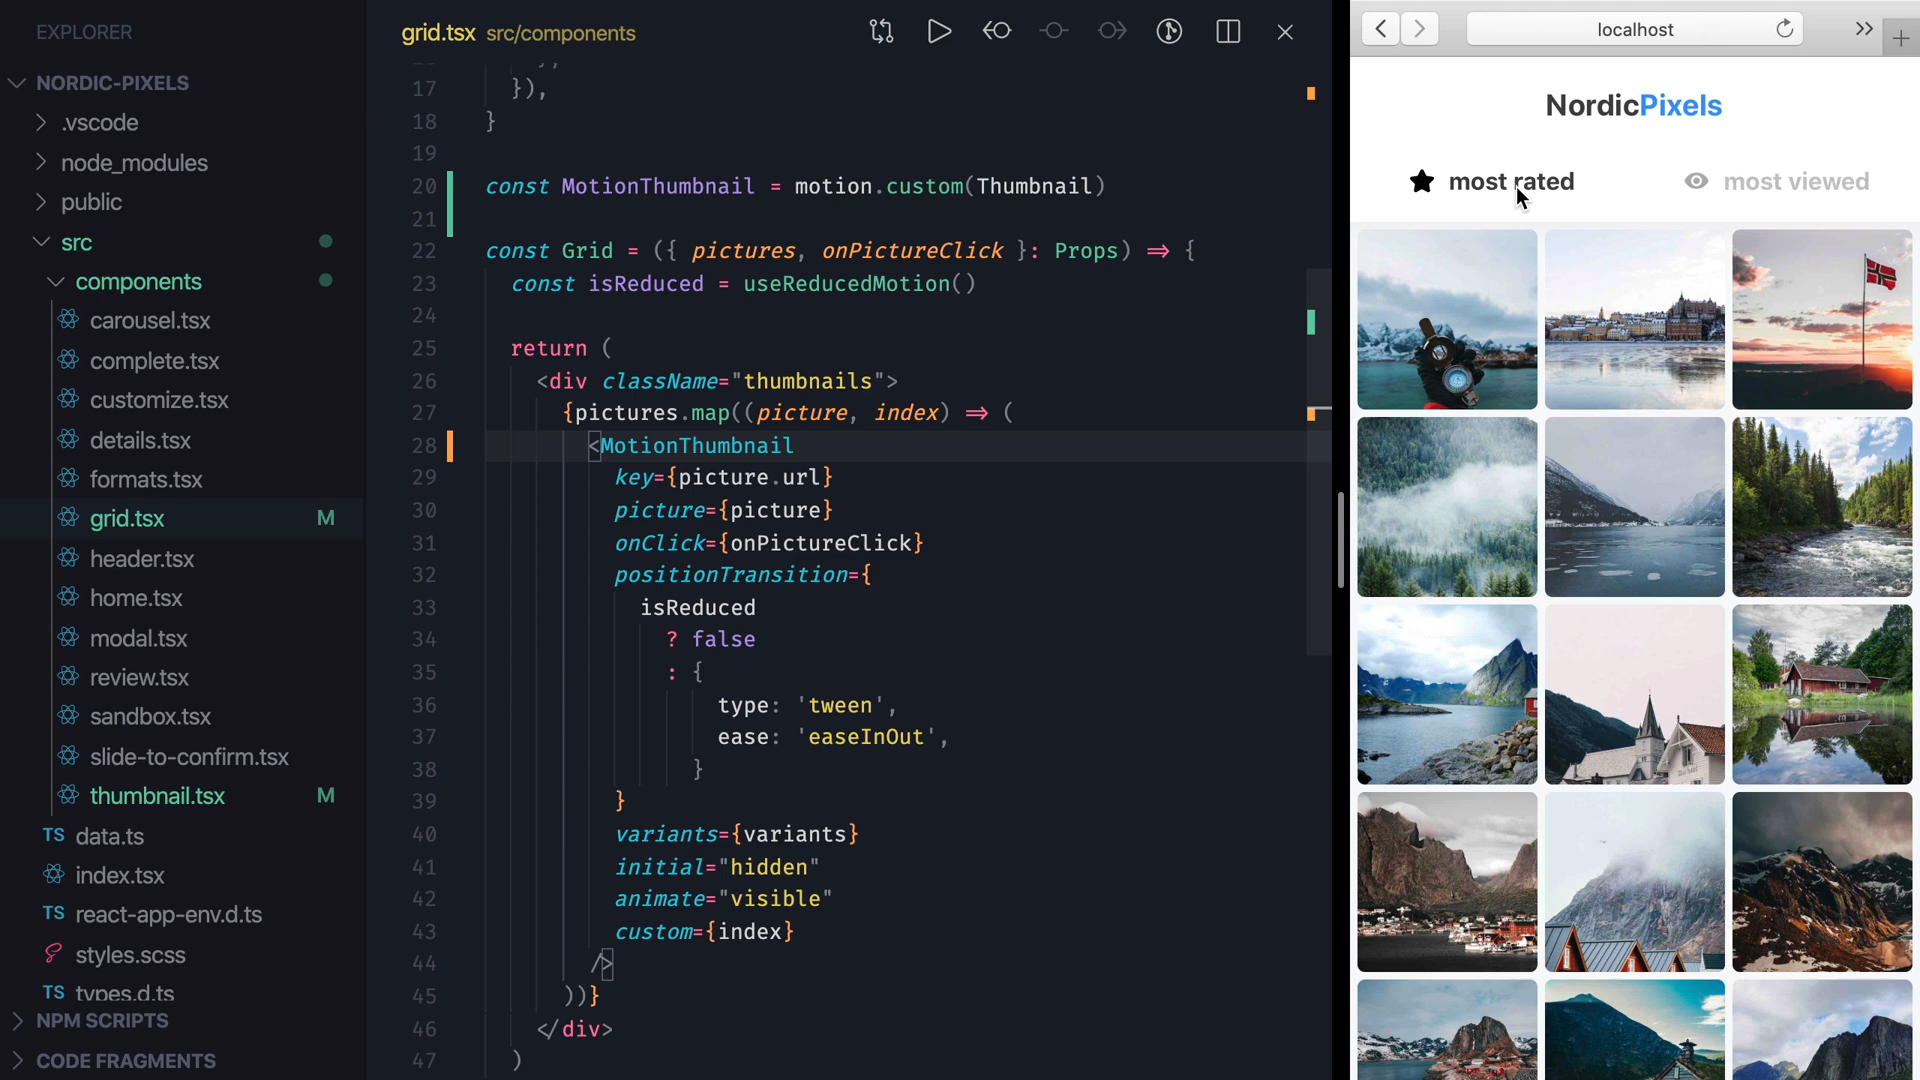 EXPLORER
NORDIC-PIXELS
.vscode
node_modules
public
src
components
carousel.tsx
complete.tsx
customize.tsx
details.tsx
formats.tsx
grid.tsx M
header.tsx
home.tsx
modal.tsx
review.tsx
sandbox.tsx
slide-to-confirm.tsx
thumbnail.tsx M
TS data.ts
index.tsx
TS react-app-env.d.ts
styles.scss
TS types.d.ts
NPM SCRIPTS
CODE FRAGMENTS
grid.tsx src/components
17 }),
18 }
19
20 const MotionThumbnail = motion.custom(Thumbnail)
21
22 const Grid = ({ pictures, onPictureClick }: Props) => {
23 const isReduced = useReducedMotion()
24
25 return (
26 <div className="thumbnails">
27 {pictures.map((picture, index) => (
28 <MotionThumbnail
29 key={picture.url}
30 picture={picture}
31 onClick={onPictureClick}
32 positionTransition={
33 isReduced
34 ? false
35 : {
36 type: 'tween',
37 ease: 'easeInOut',
38 }
39 }
40 variants={variants}
41 initial="hidden"
42 animate="visible"
43 custom={index}
44 />
45 ))}
46 </div>
47 )
localhost
NordicPixels
most rated
most viewed